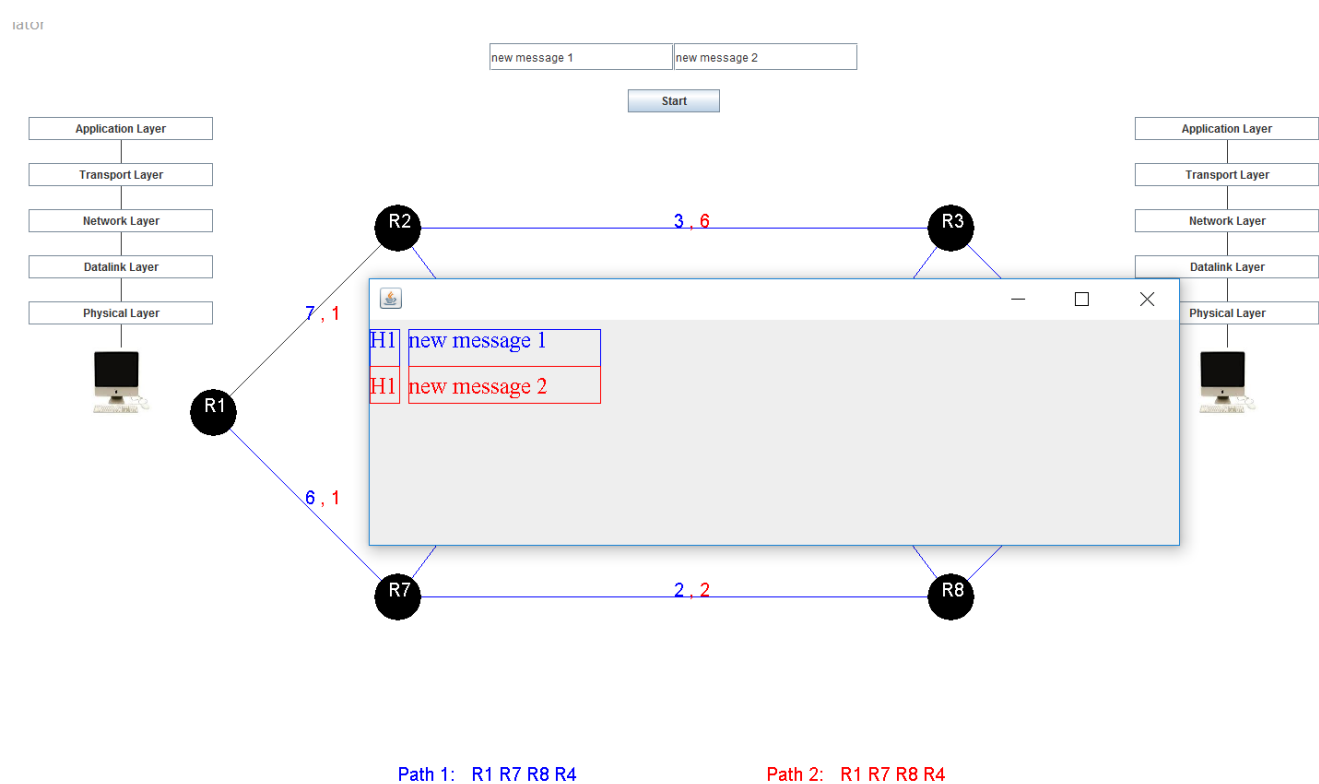 new message 1 new message 2
Start
Application Layer Application Layer
Transport Layer Transport Layer
Network Layer Network Layer
Datalink Layer Datalink Layer
Physical Layer Physical Layer
R2 3 , 6 R3
7 , 1
H1 new message 1
H1 new message 2
R1
6 , 1
R7 2 , 2 R8
Path 1: R1 R7 R8 R4 Path 2: R1 R7 R8 R4